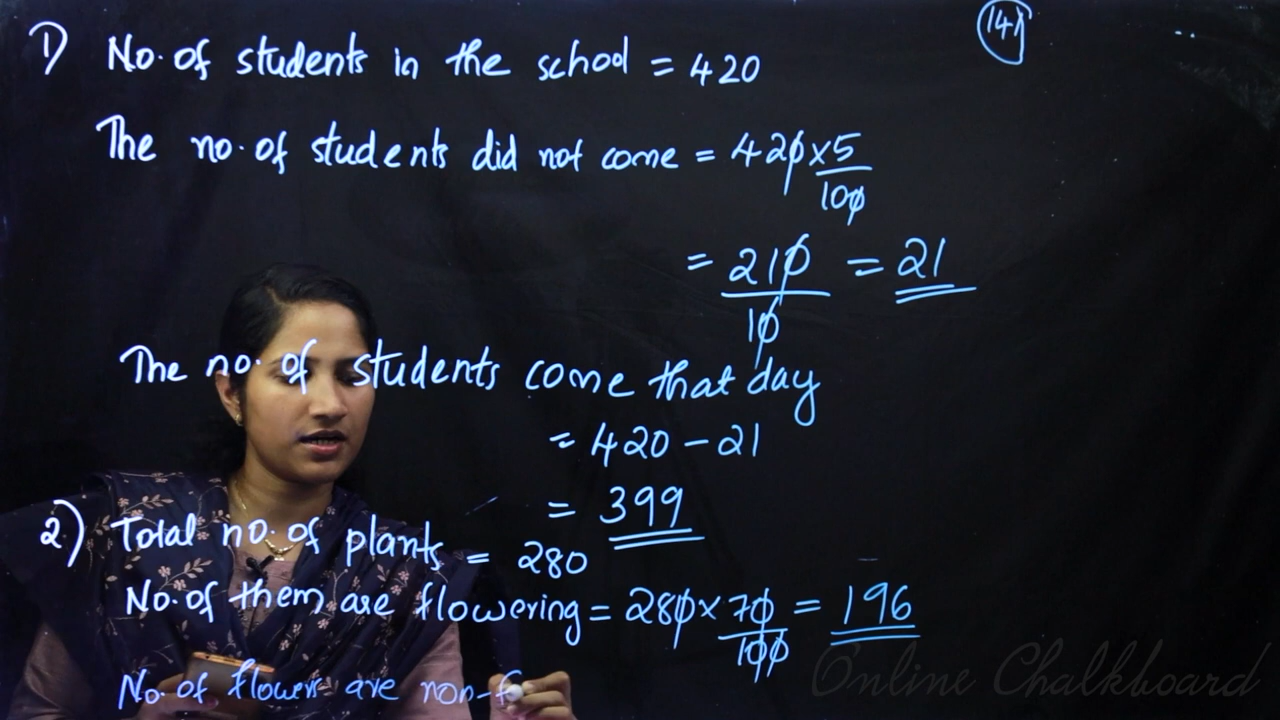 141
1) No. of students in the school = 420
The no. of students did not come = 420 x 5/100
= 210/10 = 21
The no. of students come that day
= 420 - 21
= 399
2) Total no. of plants = 280
No. of them are flowering = 280 x 70/100 = 196
No. of flowers are non-f
Online Chalkboard